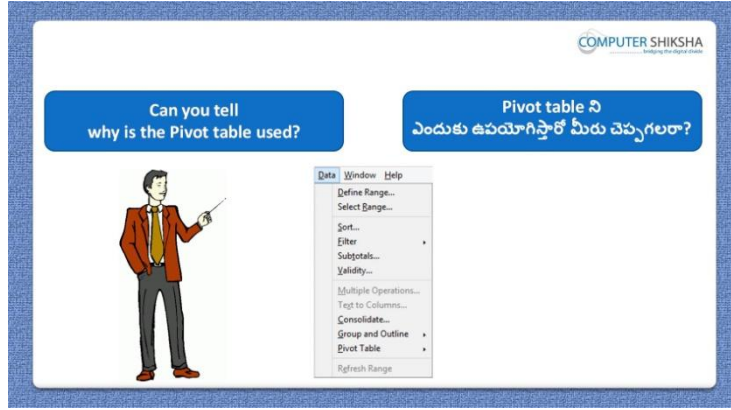 COMPUTER SHIKSHA
bridging the digital divide
Can you tell
why is the Pivot table used?
Pivot table ని
ఎందుకు ఉపయోగిస్తారో మీరు చెప్పగలరా?
Data Window Help
Define Range...
Select Range...
Sort...
Filter
Subtotals...
Validity...
Multiple Operations...
Text to Columns...
Consolidate...
Group and Outline
Pivot Table
Refresh Range